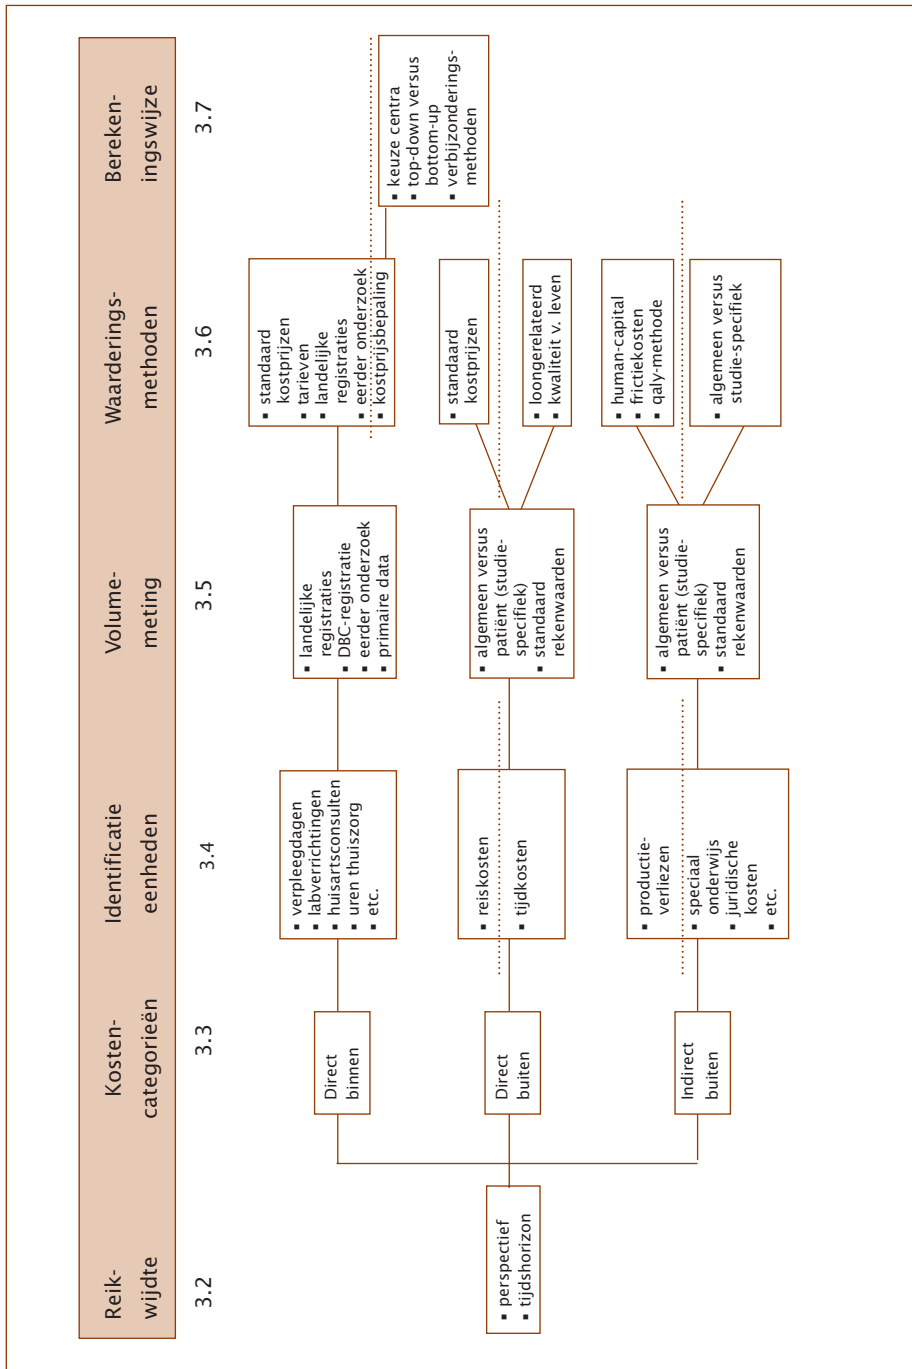 Reik-
wijdte
Kosten-
categorieën
Identificatie
eenheden
Volume-
meting
Waarderings-
methoden
Bereken-
ingswijze
3.2
3.3
3.4
3.5
3.6
3.7
▪ perspectief
▪ tijdshorizon
Direct
binnen
▪ verpleegdagen
▪ labverrichtingen
▪ huisartsconsulten
▪ uren thuiszorg
▪ etc.
▪ landelijke
registraties
▪ DBC-registratie
▪ eerder onderzoek
▪ primaire data
▪ standaard
kostprijzen
▪ tarieven
▪ landelijke
registraties
▪ eerder onderzoek
▪ kostprijsbepaling
▪ keuze centra
▪ top-down versus
bottom-up
▪ verbijzonderings-
methoden
Direct
buiten
▪ reiskosten
▪ tijdkosten
▪ algemeen versus
patiënt (studie-
specifiek)
▪ standaard
rekenwaarden
▪ standaard
kostprijzen
▪ loongerelateerd
▪ kwaliteit v. leven
Indirect
buiten
▪ productie-
verliezen
▪ speciaal
onderwijs
▪ juridische
kosten
▪ etc.
▪ algemeen versus
patiënt (studie-
specifiek)
▪ standaard
rekenwaarden
▪ human-capital
▪ frictiekosten
▪ qaly-methode
▪ algemeen versus
studie-specifiek